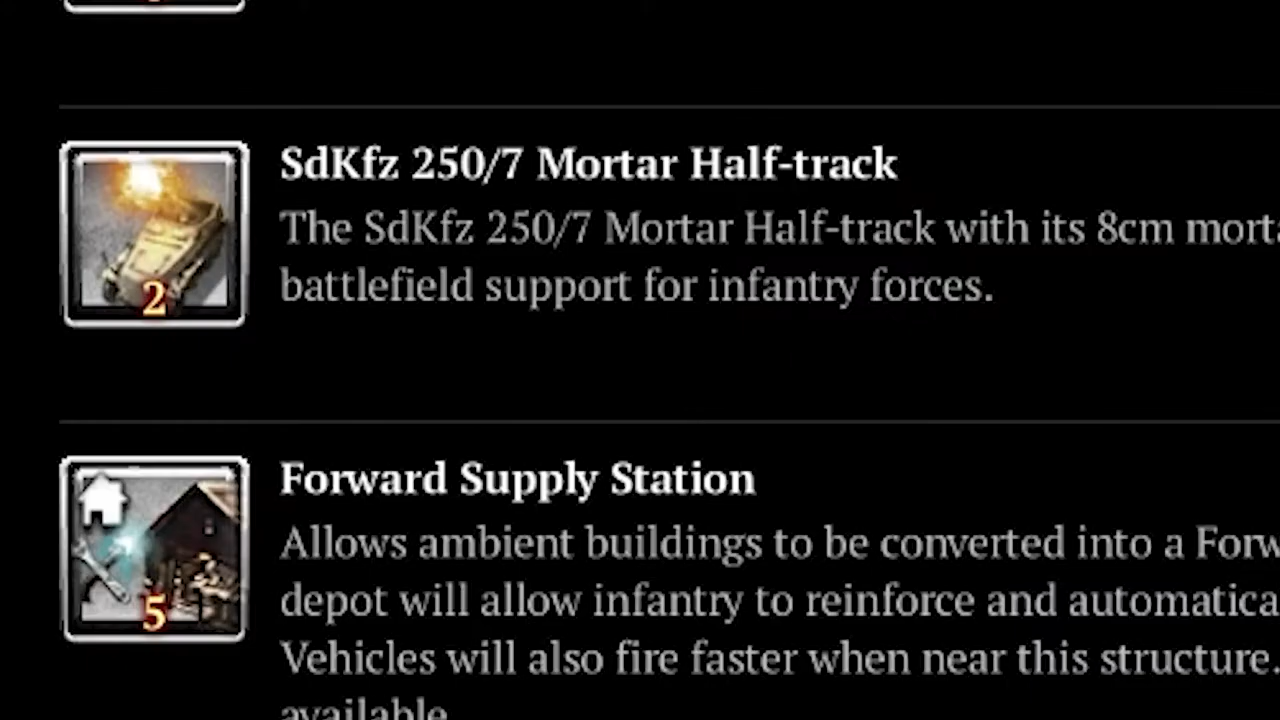 2
SdKfz 250/7 Mortar Half-track
The SdKfz 250/7 Mortar Half-track with its 8cm
battlefield support for infantry forces.
5
Forward Supply Station
Allows ambient buildings to be converted into a
depot will allow infantry to reinforce and
Vehicles will also fire faster when near this structure.
available